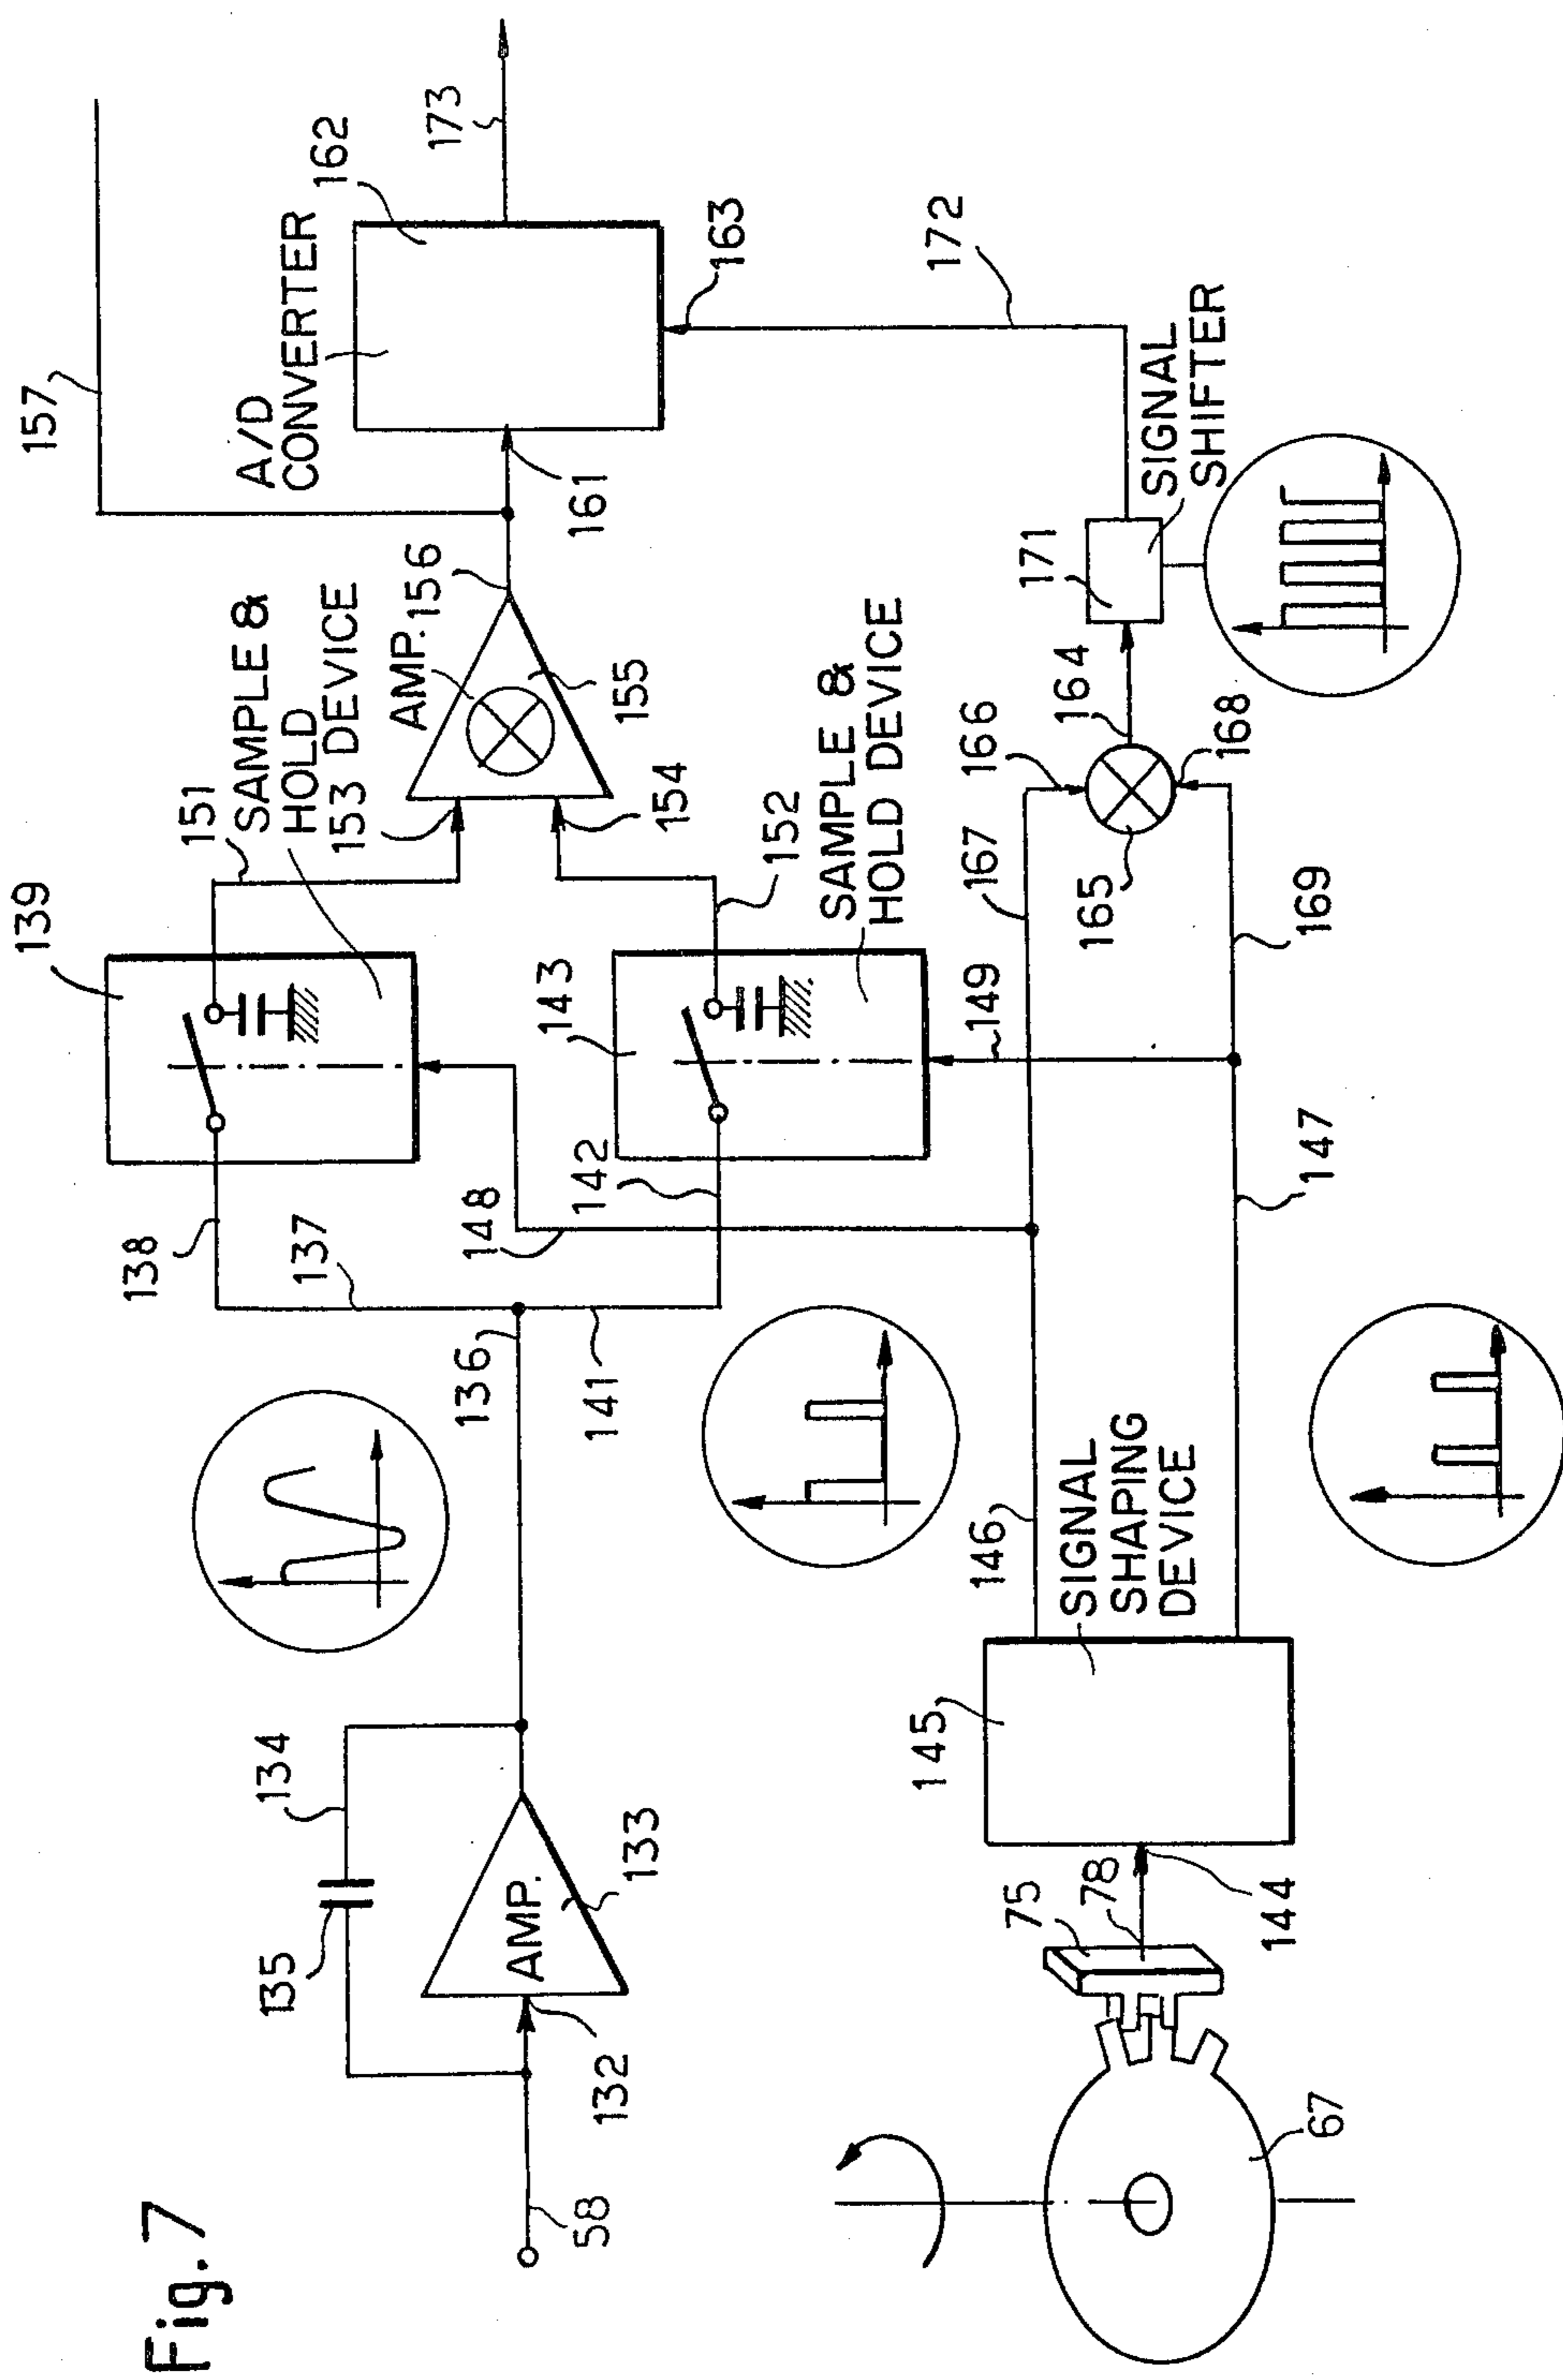 Fig.7
58
132
135
134
AMP.
133
136
137
138
141
142
139
143
148
149
151
SAMPLE &
HOLD
DEVICE
153
154
152
SAMPLE &
HOLD DEVICE
AMP.
156
155
157
A/D
CONVERTER
161
162
163
173
172
67
75
78
144
145
SIGNAL
SHAPING
DEVICE
146
147
167
166
165
168
169
164
171
SIGNAL
SHIFTER